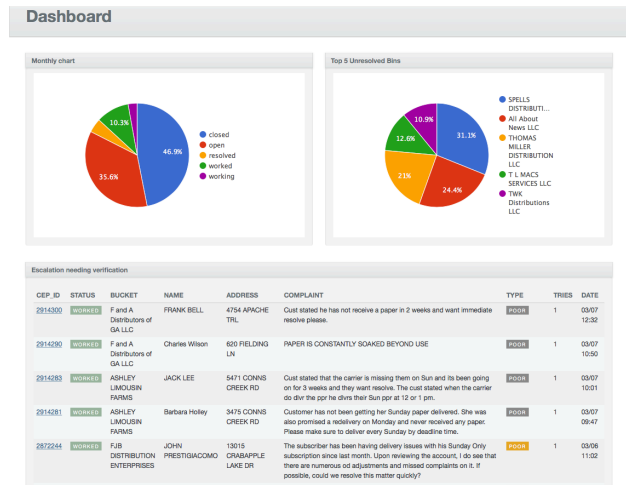 Dashboard
Monthly chart
10.3%
46.9%
35.6%
closed
open
resolved
worked
working
Top 5 Unresolved Bins
10.9%
31.1%
12.6%
21%
24.4%
SPELLS
DISTRIBUTI...
All About
News LLC
THOMAS
MILLER
DISTRIBUTION
LLC
T L MACS
SERVICES LLC
TWK
Distributions
LLC
Escalation needing verification
CEP_ID STATUS BUCKET NAME ADDRESS COMPLAINT TYPE TRIES DATE
2914300 WORKED F and A FRANK BELL 4754 APACHE Cust stated he has not receive a paper in 2 weeks and want immediate POOR 1 03/07
Distributors of TRL resolve please. 12:32
GA LLC
2914290 WORKED F and A Charles Wilson 620 FIELDING PAPER IS CONSTANTLY SOAKED BEYOND USE POOR 1 03/07
Distributors of LN 10:50
GA LLC
2914283 WORKED ASHLEY JACK LEE 5471 CONNS Cust stated that the carrier is missing them on Sun and its been going POOR 1 03/07
LIMOUSIN CREEK RD on for 3 weeks and they want resolve. The cust stated when the carrier 10:01
FARMS do divr the ppr he divrs their Sun ppr at 12 or 1 pm.
2914281 WORKED ASHLEY Barbara Holley 3475 CONNS Customer has not been getting her Sunday paper delivered. She was POOR 1 03/07
LIMOUSIN CREEK RD also promised a redelivery on Monday and never received any paper. 09:47
FARMS Please make sure to deliver every Sunday by deadline time.
2872244 WORKED FJB JOHN 13015 The subscriber has been having delivery issues with his Sunday Only POOR 1 03/06
DISTRIBUTION PRESTIGIACOMO CRABAPPLE subscription since last month. Upon reviewing the account, I do see that 11:02
ENTERPRISES LAKE DR there are numerous od adjustments and missed complaints on it. If
possible, could we resolve this matter quickly?